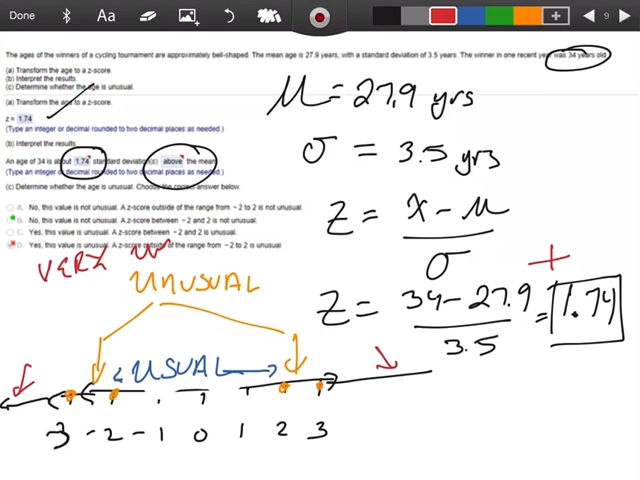 Done
Aa
9
The ages of the winners of a cycling tournament are approximately bell-shaped. The mean age is 27.9 years, with a standard deviation of 3.5 years. The winner in one recent year was 34 years old.
(a) Transform the age to a z-score.
(b) Interpret the results.
(c) Determine whether the age is unusual.
(a) Transform the age to a z-score.
z = 1.74
(Type an integer or decimal rounded to two decimal places as needed.)
(b) Interpret the results.
An age of 34 is about 1.74 standard deviation(s) above the mean.
(Type an integer or decimal rounded to two decimal places as needed.)
(c) Determine whether the age is unusual. Choose the correct answer below.
A. No, this value is not unusual. A z-score outside of the range from −2 to 2 is not unusual.
B. No, this value is not unusual. A z-score between −2 and 2 is not unusual.
C. Yes, this value is unusual. A z-score between −2 and 2 is unusual.
D. Yes, this value is unusual. A z-score outside of the range from −2 to 2 is unusual.
μ = 27.9 yrs
σ = 3.5 yrs
z = x − μ
σ
z = 34 − 27.9 = 1.74
3.5
+
VERY
UNUSUAL
USUAL
-3 -2 -1 0 1 2 3